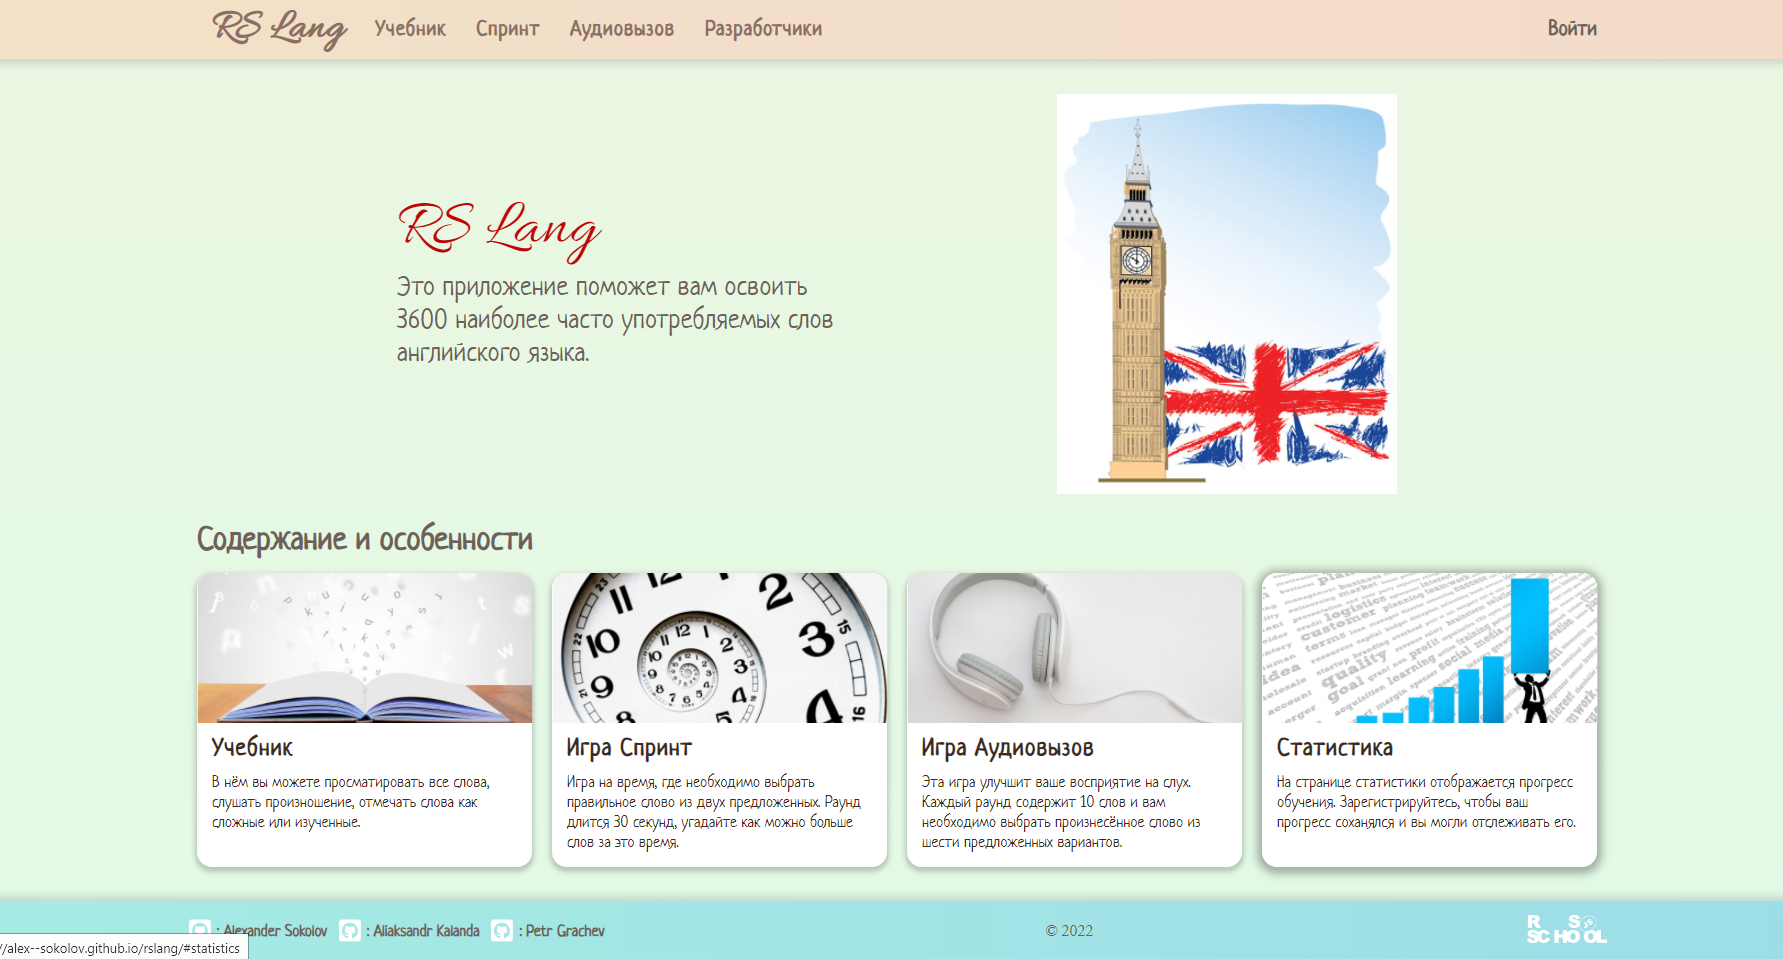 RS Lang Учебник Спринт Аудиовызов Разработчики Войти
RS Lang
Это приложение поможет вам освоить
3600 наиболее часто употребляемых слов
английского языка.
Содержание и особенности
Учебник
В нём вы можете просматировать все слова,
слушать произношение, отмечать слова как
сложные или изученные.
Игра Спринт
Игра на время, где необходимо выбрать
правильное слово из двух предложенных. Раунд
длится 30 секунд, угадайте как можно больше
слов за это время.
Игра Аудиовызов
Эта игра улучшит ваше восприятие на слух.
Каждый раунд содержит 10 слов и вам
необходимо выбрать произнесённое слово из
шести предложенных вариантов.
Статистика
На странице статистики отображается прогресс
обучения. Зарегистрируйтесь, чтобы ваш
прогресс соханялся и вы могли отслеживать его.
: Alexander Sokolov : Aliaksandr Kalanda : Petr Grachev © 2022 RS SCHOOL
//alex--sokolov.github.io/rslang/#statistics